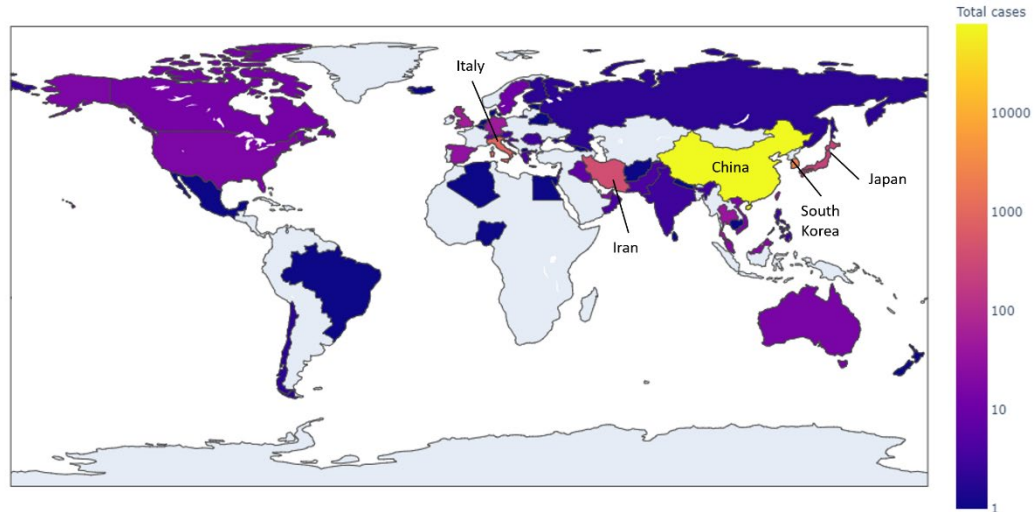 Total cases
Italy
10000
China
Japan
1000
South
Korea
Iran
100
10
1